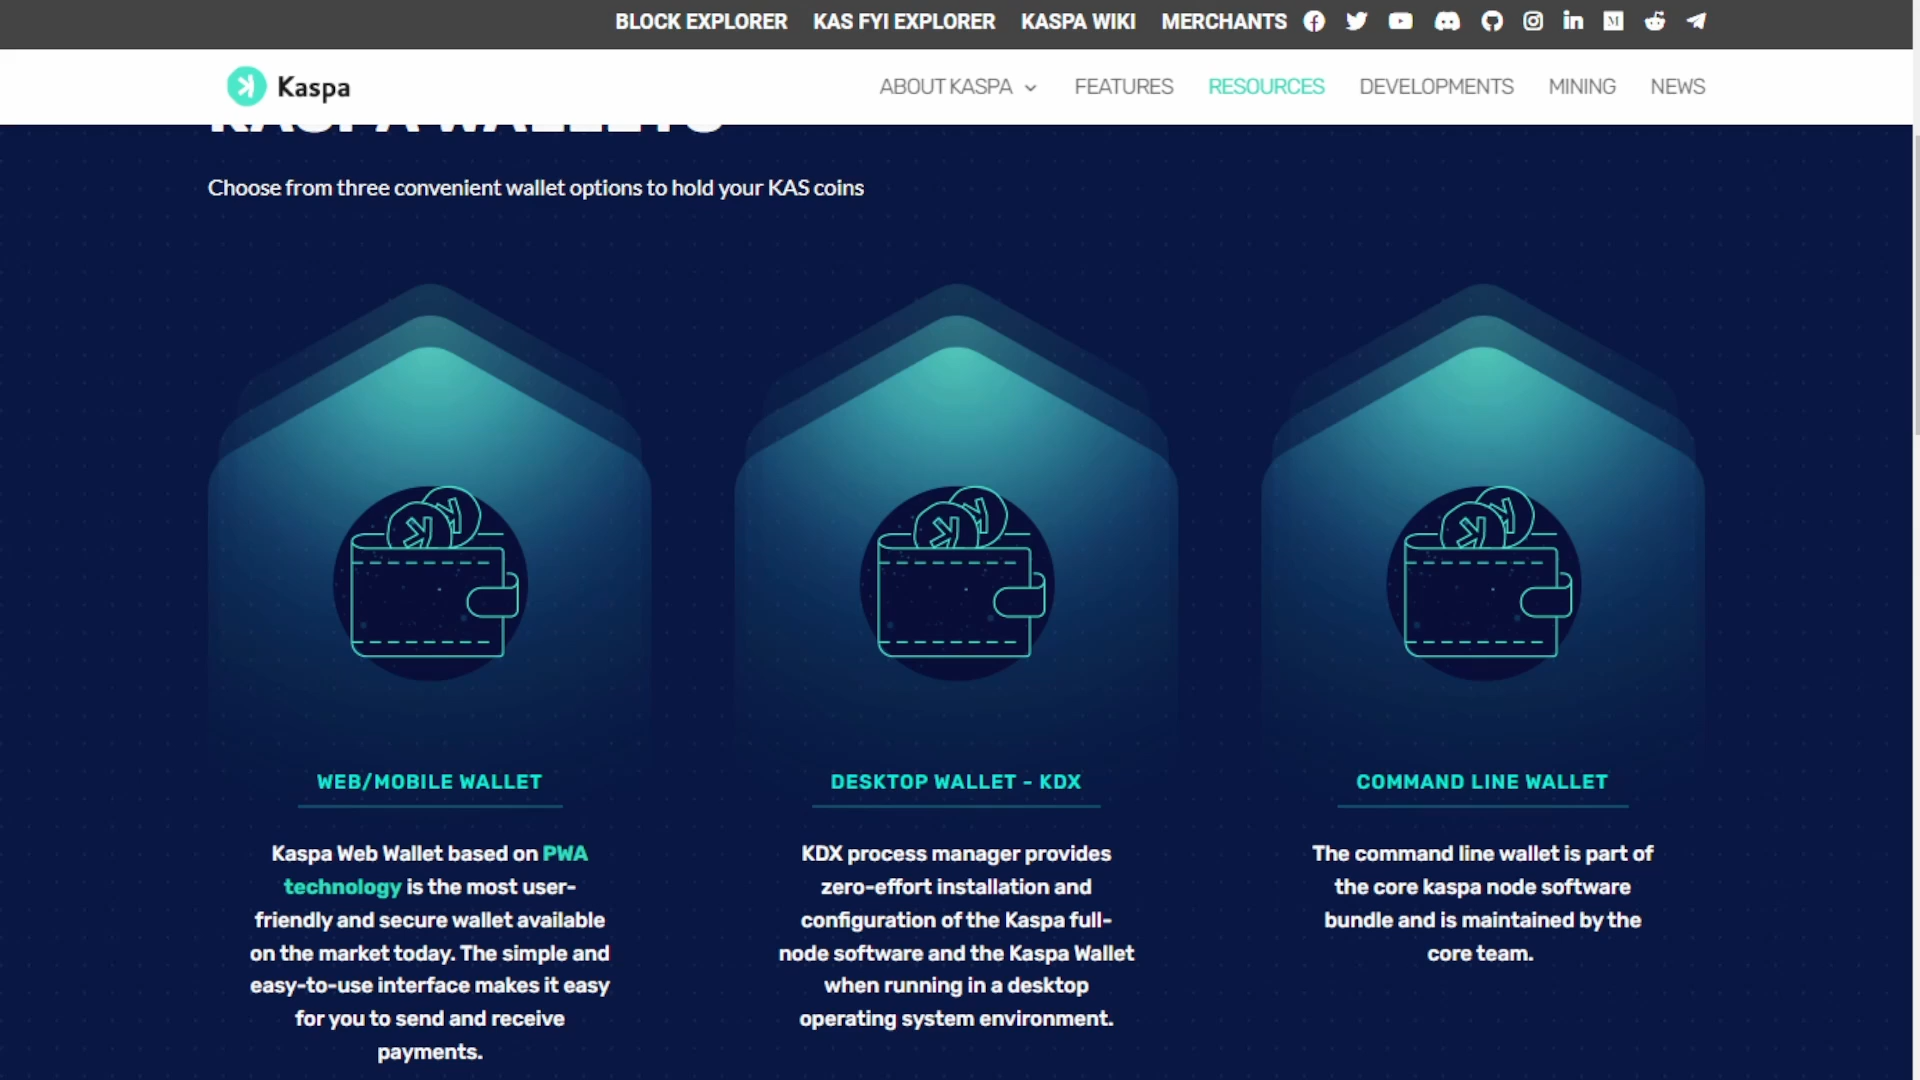 BLOCK EXPLORER KAS FYI EXPLORER KASPA WIKI MERCHANTS
Kaspa ABOUT KASPA FEATURES RESOURCES DEVELOPMENTS MINING NEWS
KASPA WALLETS
Choose from three convenient wallet options to hold your KAS coins
WEB/MOBILE WALLET
Kaspa Web Wallet based on PWA
technology is the most user-
friendly and secure wallet available
on the market today. The simple and
easy-to-use interface makes it easy
for you to send and receive
payments.
DESKTOP WALLET - KDX
KDX process manager provides
zero-effort installation and
configuration of the Kaspa full-
node software and the Kaspa Wallet
when running in a desktop
operating system environment.
COMMAND LINE WALLET
The command line wallet is part of
the core kaspa node software
bundle and is maintained by the
core team.